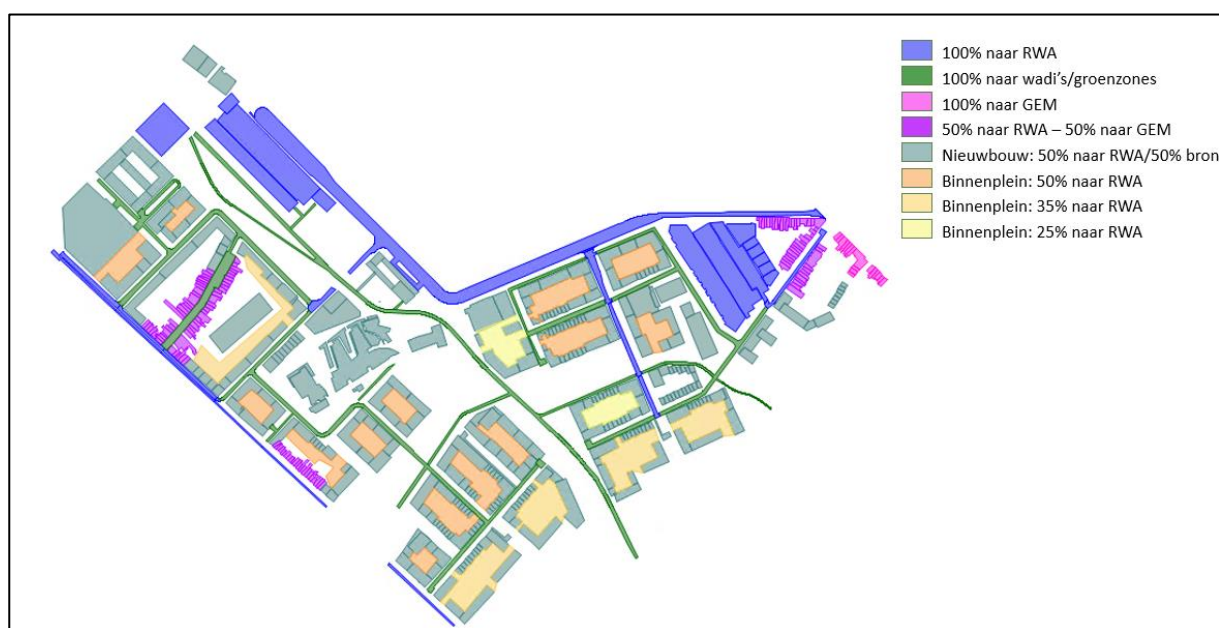 100% naar RWA
100% naar wadi's/groenzones
100% naar GEM
50% naar RWA – 50% naar GEM
Nieuwbouw: 50% naar RWA/50% bron
Binnenplein: 50% naar RWA
Binnenplein: 35% naar RWA
Binnenplein: 25% naar RWA